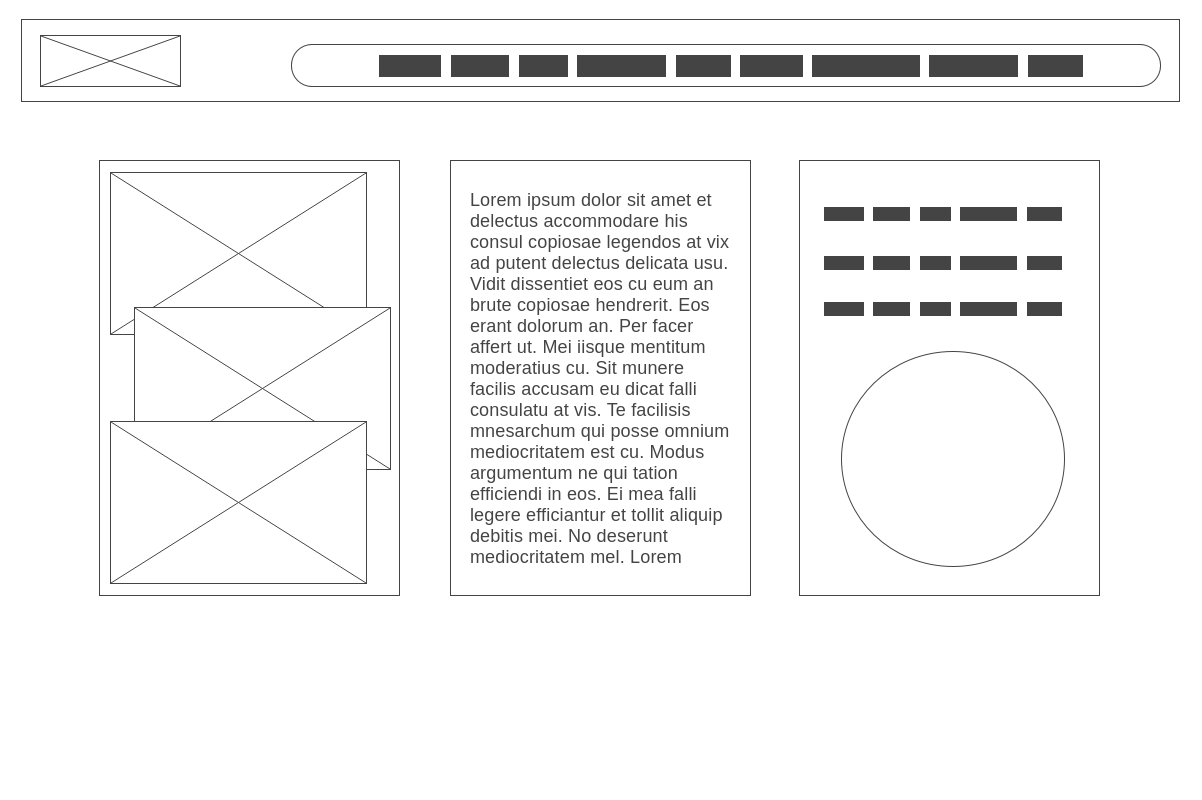 Lorem ipsum dolor sit amet et
delectus accommodare his
consul copiosae legendos at vix
ad putent delectus delicata usu.
Vidit dissentiet eos cu eum an
brute copiosae hendrerit. Eos
erant dolorum an. Per facer
affert ut. Mei iisque mentitum
moderatius cu. Sit munere
facilis accusam eu dicat falli
consulatu at vis. Te facilisis
mnesarchum qui posse omnium
mediocritatem est cu. Modus
argumentum ne qui tation
efficiendi in eos. Ei mea falli
legere efficiantur et tollit aliquip
debitis mei. No deserunt
mediocritatem mel. Lorem